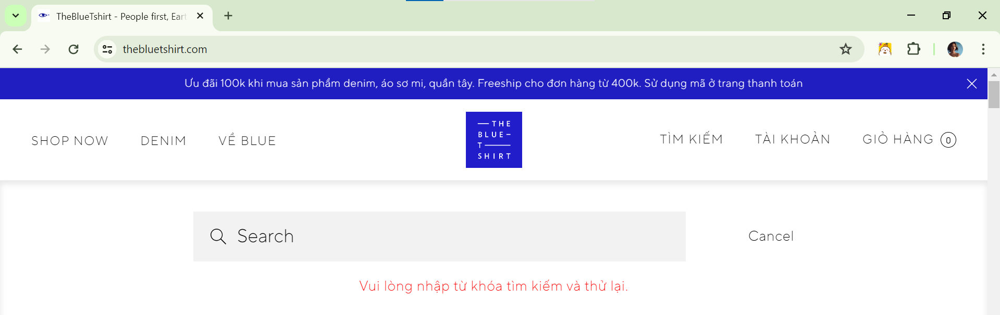 TheBlueTshirt - People first, Eart
thebluetshirt.com
Ưu đãi 100k khi mua sản phẩm denim, áo sơ mi, quần tây. Freeship cho đơn hàng từ 400k. Sử dụng mã ở trang thanh toán
SHOP NOW DENIM VỀ BLUE
THE
BLUE
T
SHIRT
TÌM KIẾM TÀI KHOẢN GIỎ HÀNG 0
Search
Cancel
Vui lòng nhập từ khóa tìm kiếm và thử lại.